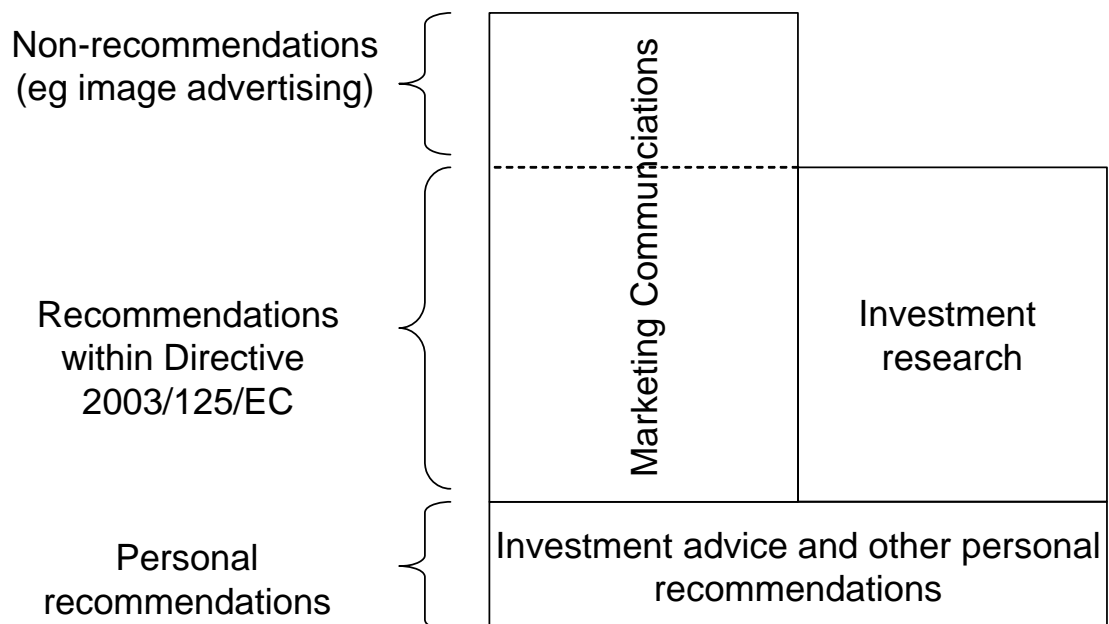 Non-recommendations
(eg image advertising)
Marketing Communciations
Recommendations
within Directive
2003/125/EC
Investment
research
Personal
recommendations
Investment advice and other personal
recommendations